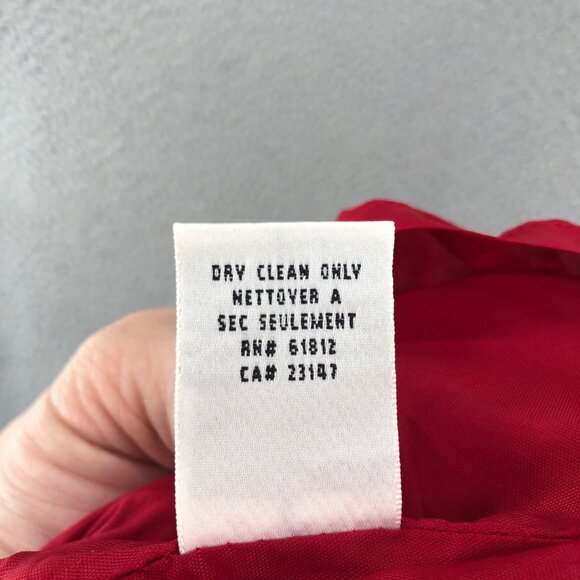 DRY CLEAN ONLY
NETTOYER A
SEC SEULEMENT
RN# 61812
CA# 23147